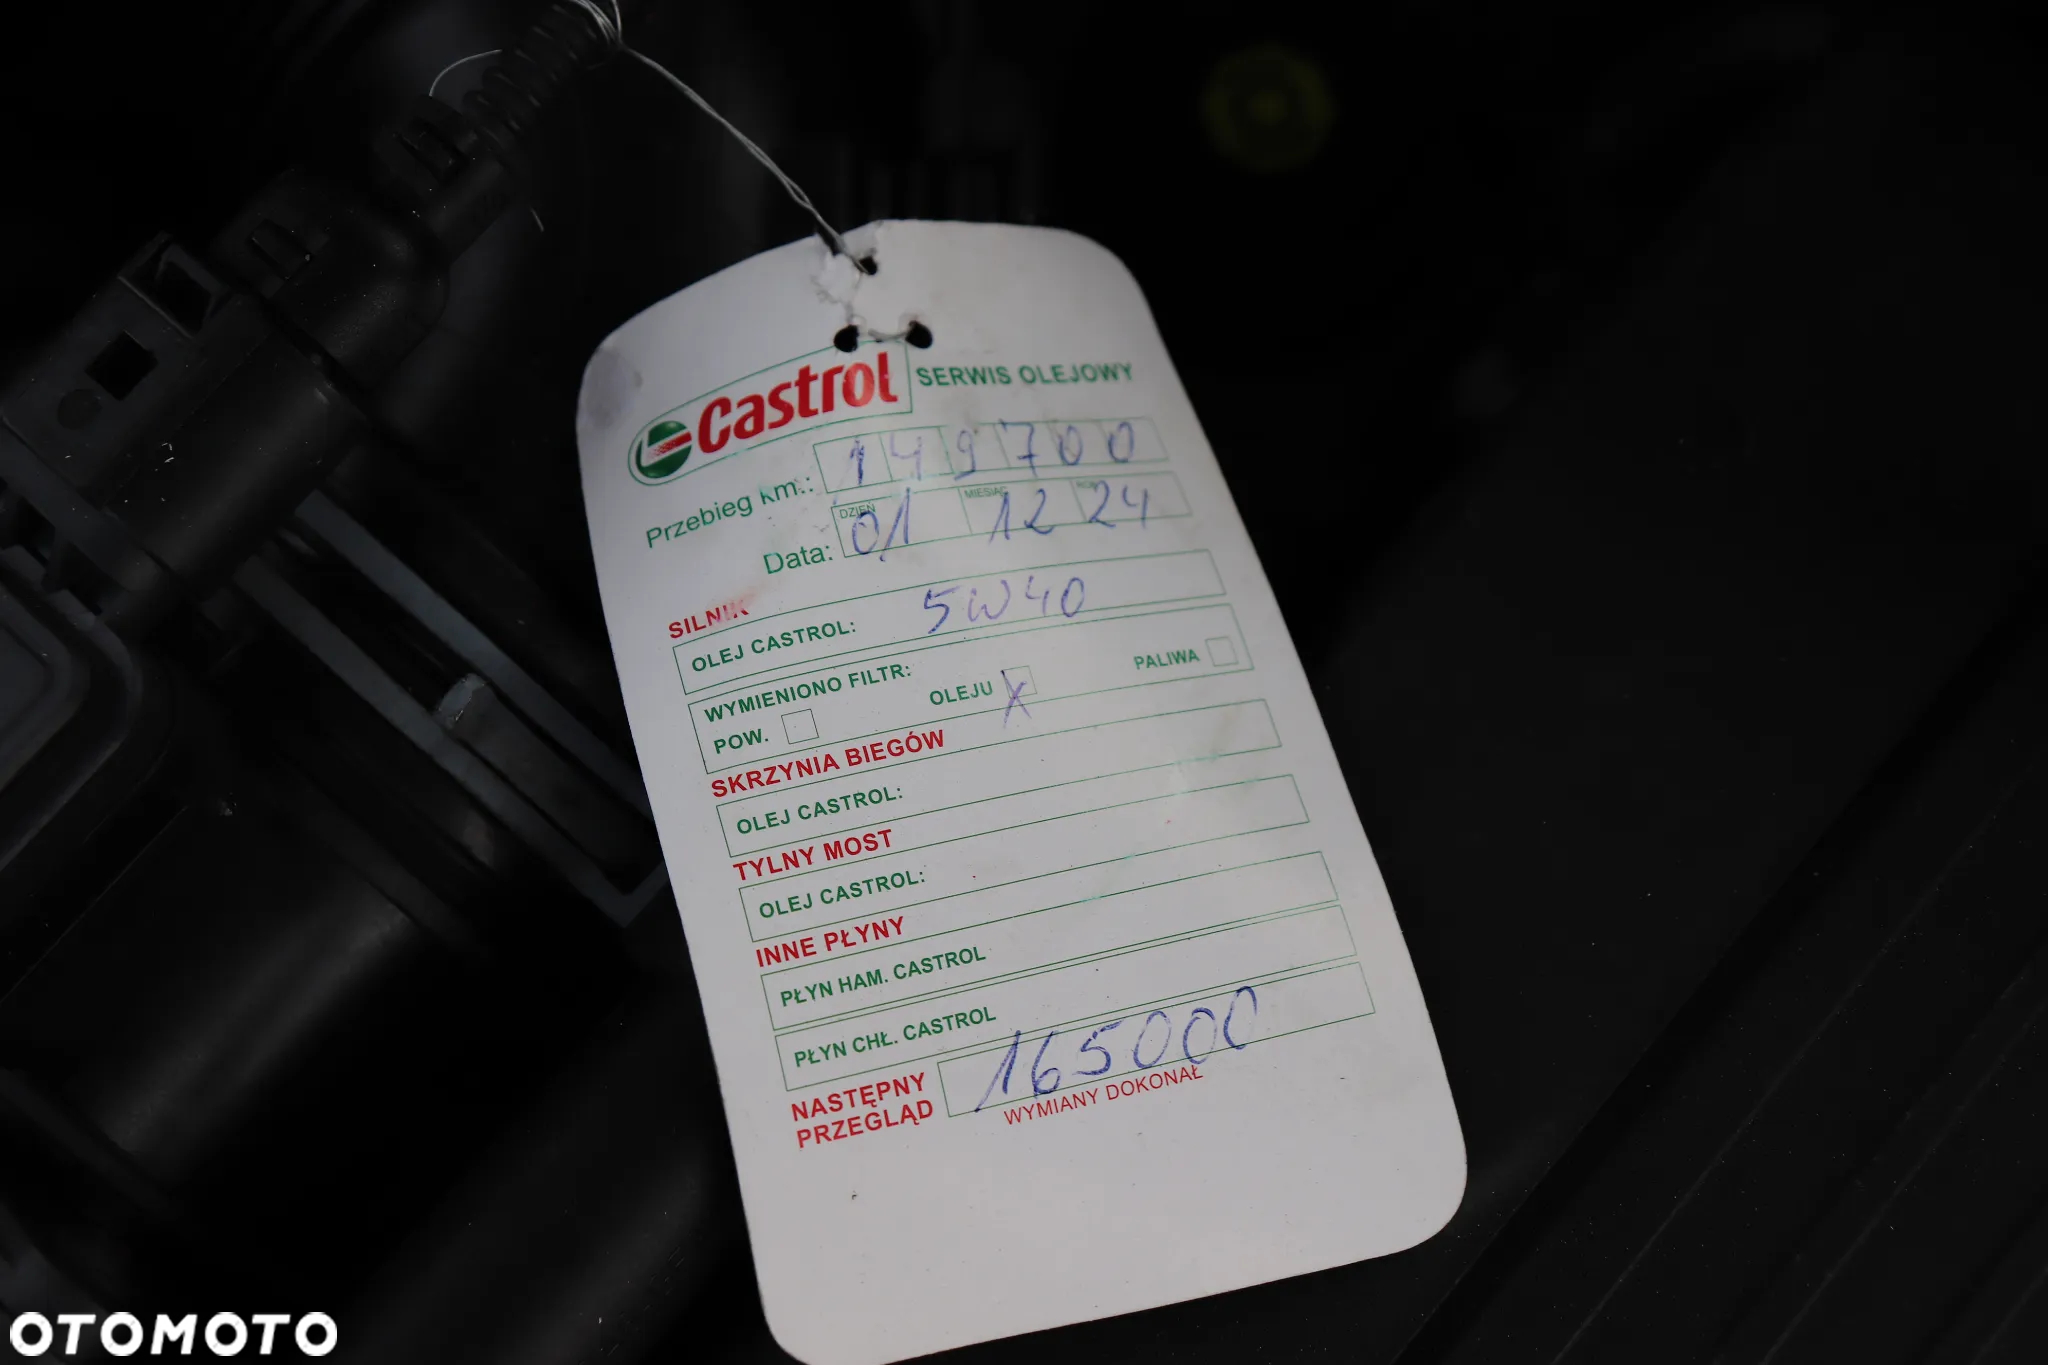 Castrol SERWIS OLEJOWY
Przebieg km.: 149700
DZIEŃ MIESIĄC ROK
Data: 01 12 24
SILNIK
OLEJ CASTROL: 5W40
WYMIENIONO FILTR:
POW. OLEJU X PALIWA
SKRZYNIA BIEGÓW
OLEJ CASTROL:
TYLNY MOST
OLEJ CASTROL:
INNE PŁYNY
PŁYN HAM. CASTROL
PŁYN CHŁ. CASTROL
NASTĘPNY
PRZEGLĄD 165000
WYMIANY DOKONAŁ
OTOMOTO